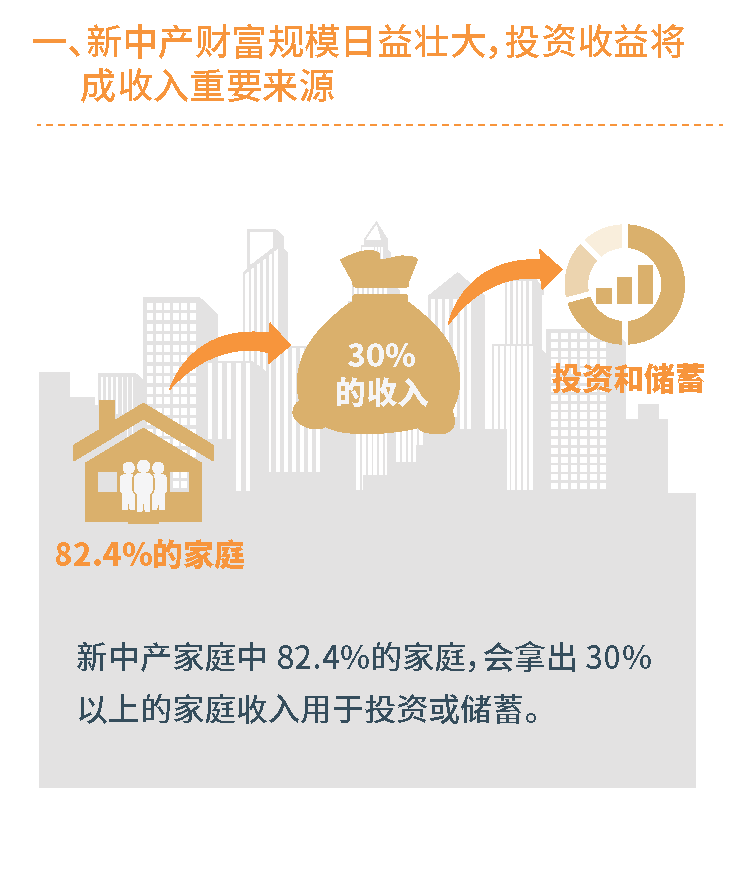 一、新中产财富规模日益壮大，投资收益将
成收入重要来源
30%
的收入
投资和储蓄
82.4%的家庭
新中产家庭中 82.4%的家庭，会拿出 30%
以上的家庭收入用于投资或储蓄。